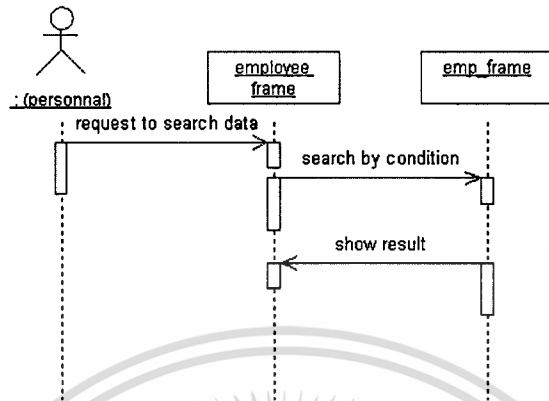 employee
frame
emp_frame
: (personnal)
request to search data
search by condition
show result